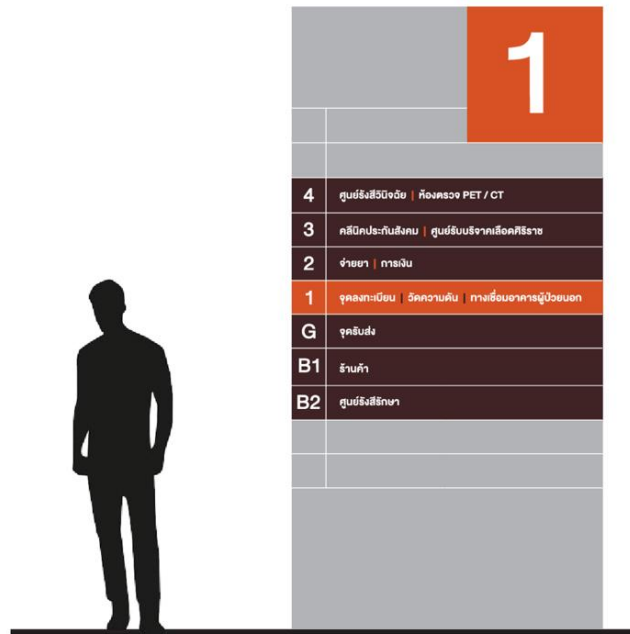 1
4 ศูนย์รังสีวินิจฉัย | ห้องตรวจ PET / CT
3 คลีนิคประกันสังคม | ศูนย์รับบริจาคเลือดศิริราช
2 จ่ายยา | การเงิน
1 จุดลงทะเบียน | วัดความดัน | ทางเชื่อมอาคารผู้ป่วยนอก
G จุดรับส่ง
B1 ร้านค้า
B2 ศูนย์รังสีรักษา